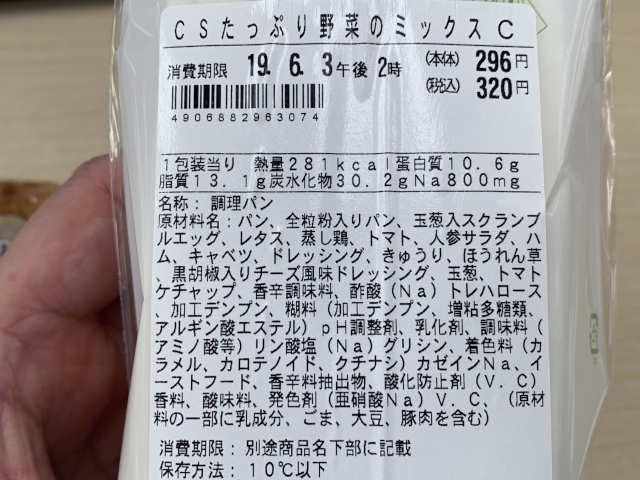 CSたっぷり野菜のミックスC
消費期限 19. 6. 3午後2時
(本体) 296円
(税込) 320円
4906882963074
1包装当り 熱量281kcal蛋白質10.6g
脂質13.1g炭水化物30.2gNa800mg
名称：調理パン
原材料名：パン、全粒粉入りパン、玉葱入スクランブ
ルエッグ、レタス、蒸し鶏、トマト、人参サラダ、ハ
ム、キャベツ、ドレッシング、きゅうり、ほうれん草
、黒胡椒入りチーズ風味ドレッシング、玉葱、トマト
ケチャップ、香辛調味料、酢酸（Na）トレハロース
、加工デンプン、糊料（加工デンプン、増粘多糖類、
アルギン酸エステル）pH調整剤、乳化剤、調味料（
アミノ酸等）リン酸塩（Na）グリシン、着色料（カ
ラメル、カロテノイド、クチナシ）カゼインNa、イ
ーストフード、香辛料抽出物、酸化防止剤（V．C）
香料、酸味料、発色剤（亜硝酸Na）V．C、（原材
料の一部に乳成分、ごま、大豆、豚肉を含む）
消費期限：別途商品名下部に記載
保存方法：10℃以下